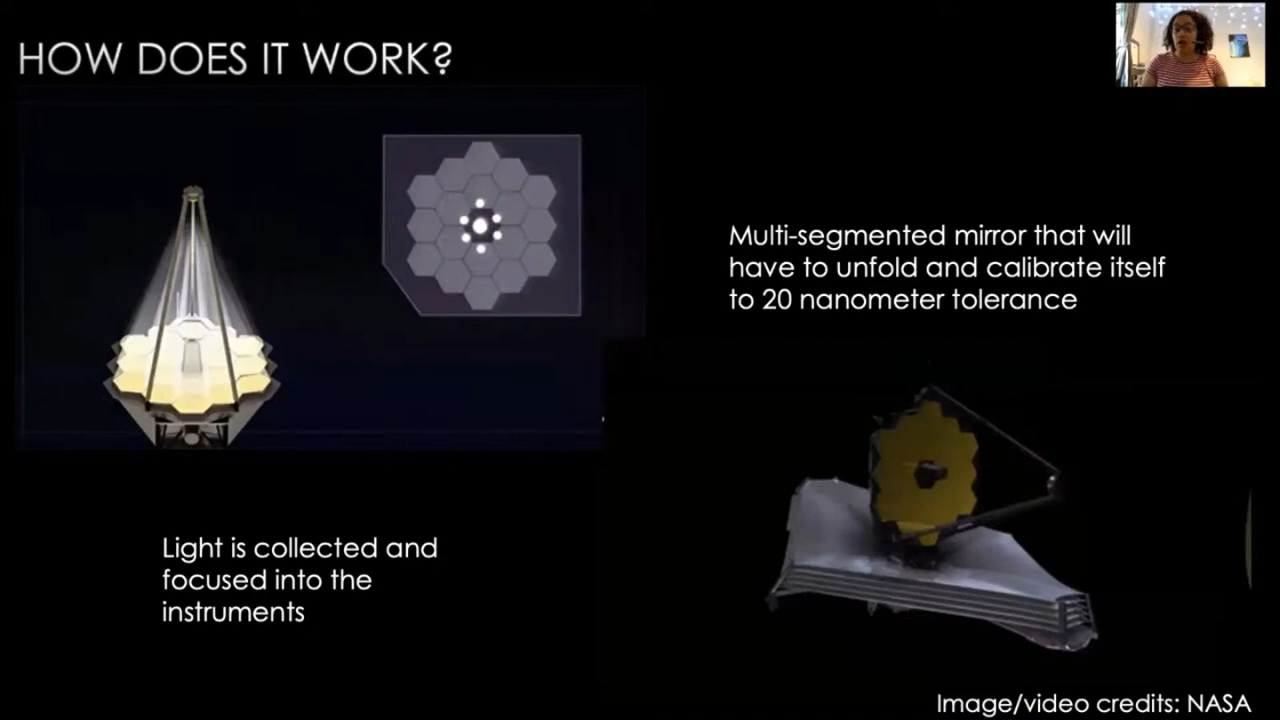 HOW DOES IT WORK?
Multi-segmented mirror that will
have to unfold and calibrate itself
to 20 nanometer tolerance
Light is collected and
focused into the
instruments
Image/video credits: NASA